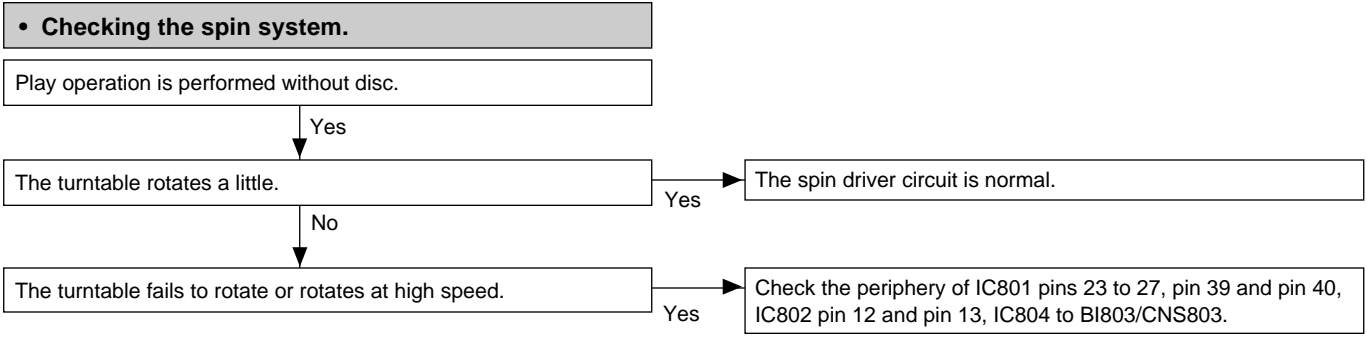 • Checking the spin system.
Play operation is performed without disc.
Yes
The turntable rotates a little.
Yes
The spin driver circuit is normal.
No
The turntable fails to rotate or rotates at high speed.
Yes
Check the periphery of IC801 pins 23 to 27, pin 39 and pin 40,
IC802 pin 12 and pin 13, IC804 to BI803/CNS803.